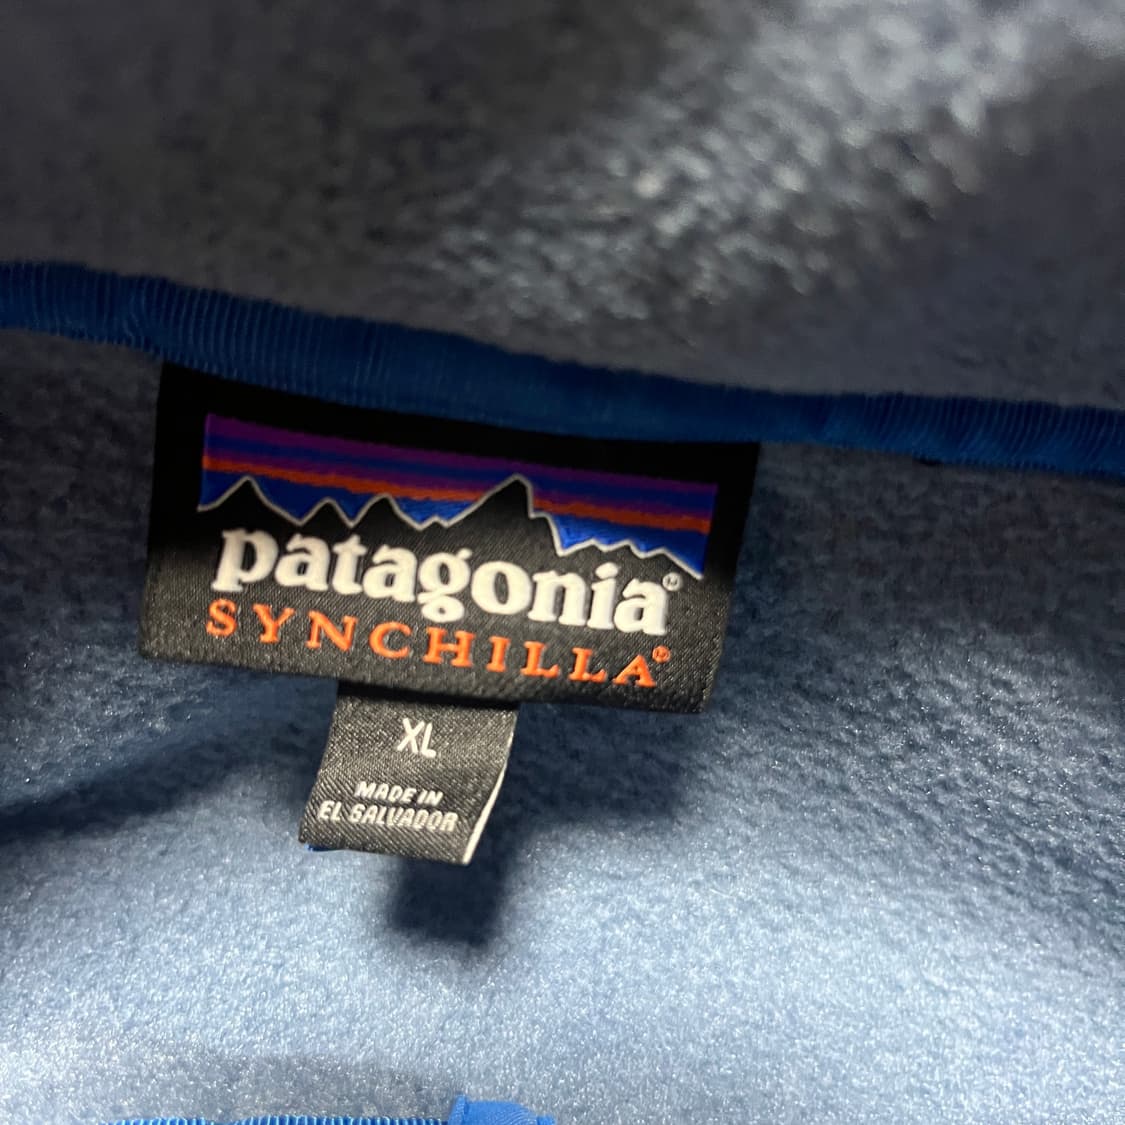 patagonia®
SYNCHILLA®
XL
MADE IN
EL SALVADOR